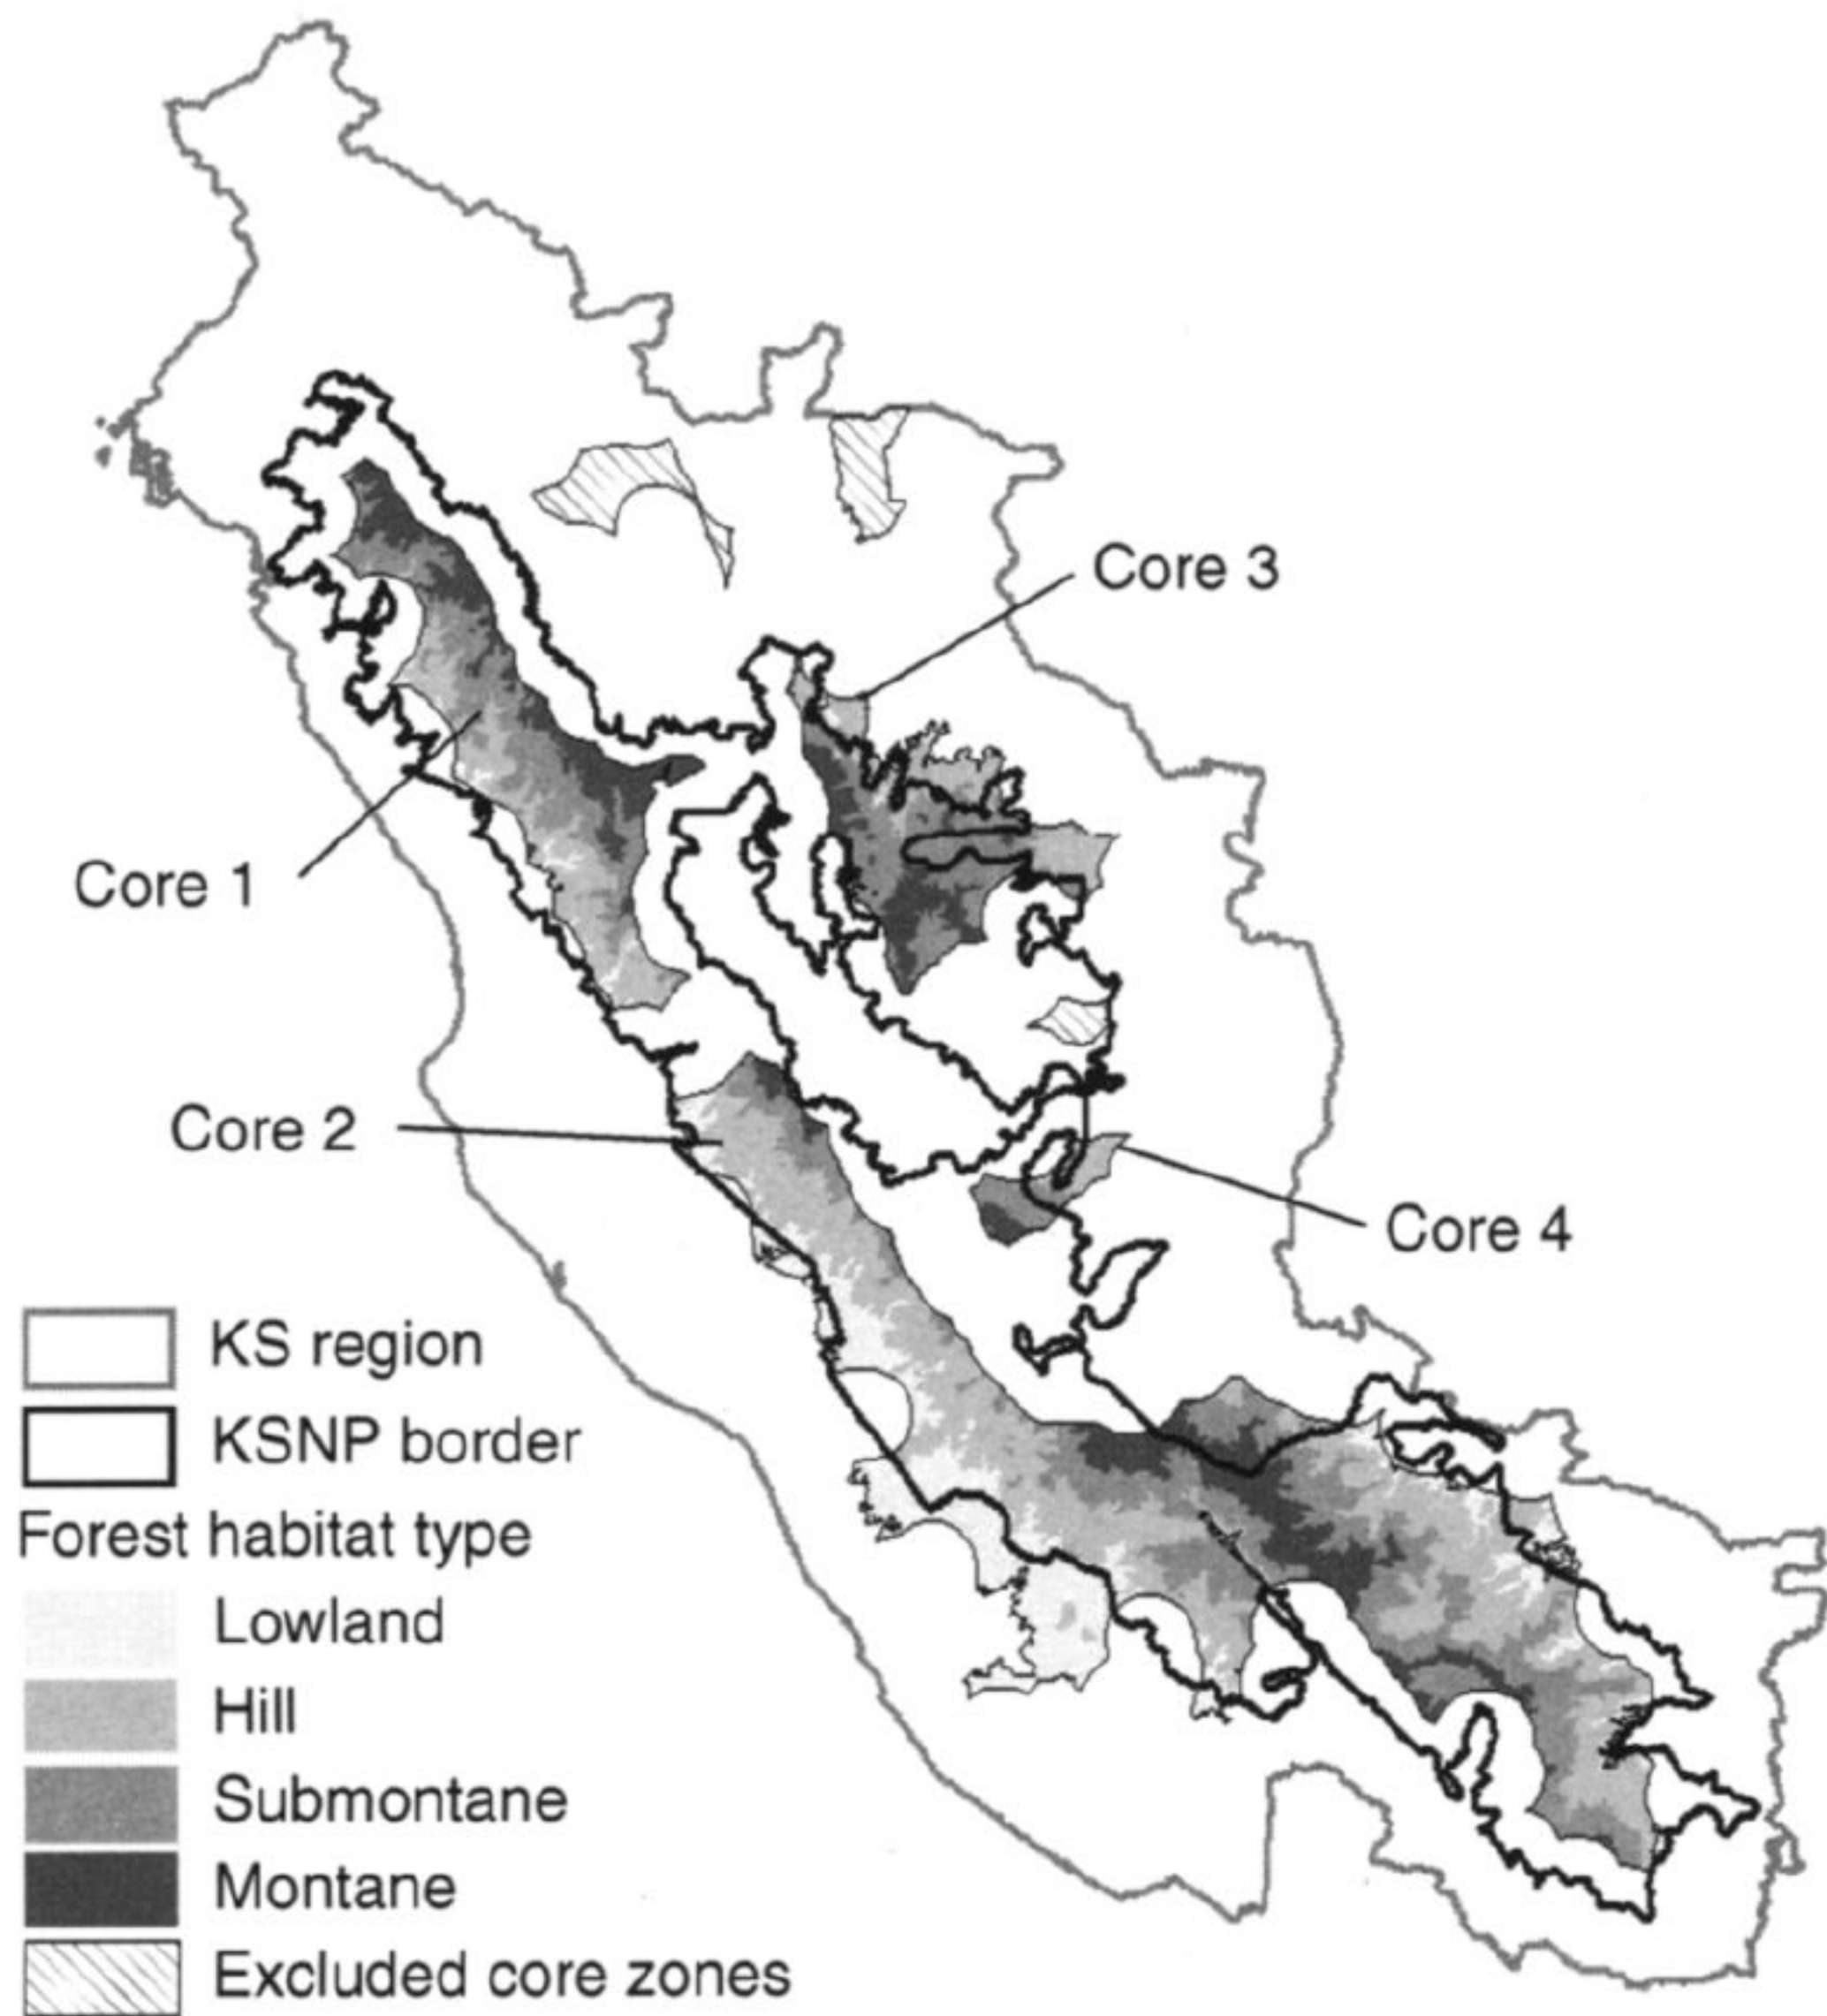 Core 3
Core 1
Core 2
Core 4
KS region
KSNP border
Forest habitat type
Lowland
Hill
Submontane
Montane
Excluded core zones